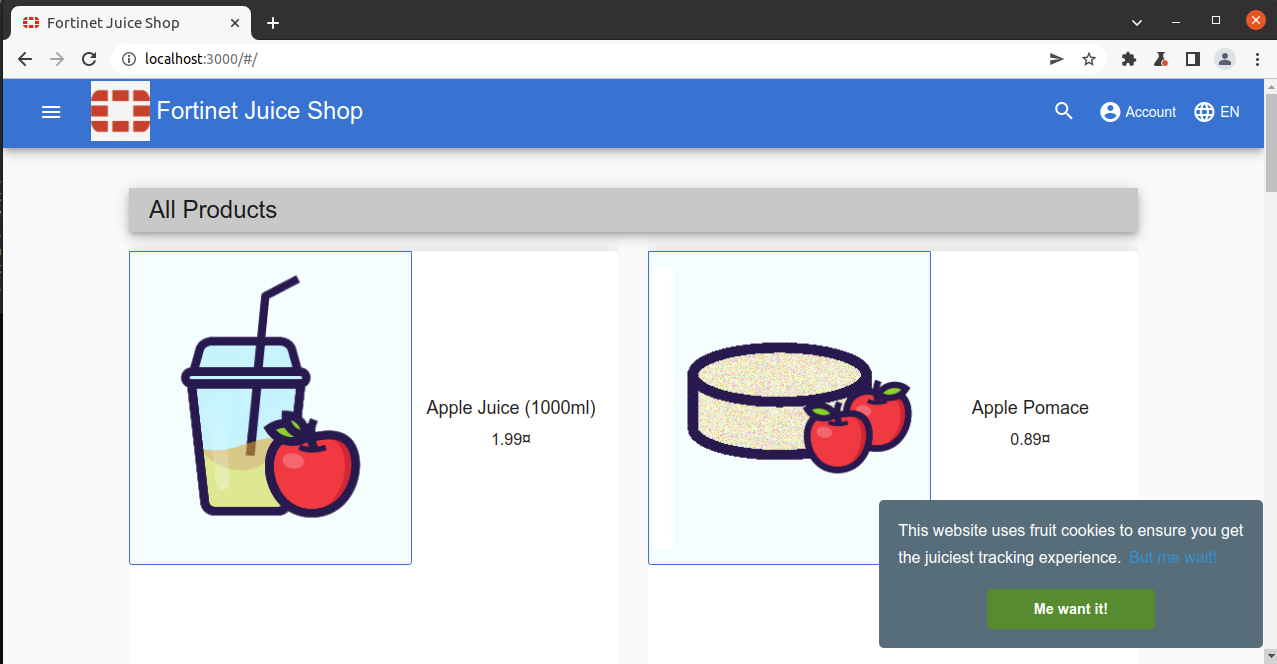 Fortinet Juice Shop
localhost:3000/#/
Fortinet Juice Shop
Account
EN
All Products
Apple Juice (1000ml)
1.99¤
Apple Pomace
0.89¤
This website uses fruit cookies to ensure you get
the juiciest tracking experience. But me wait!
Me want it!